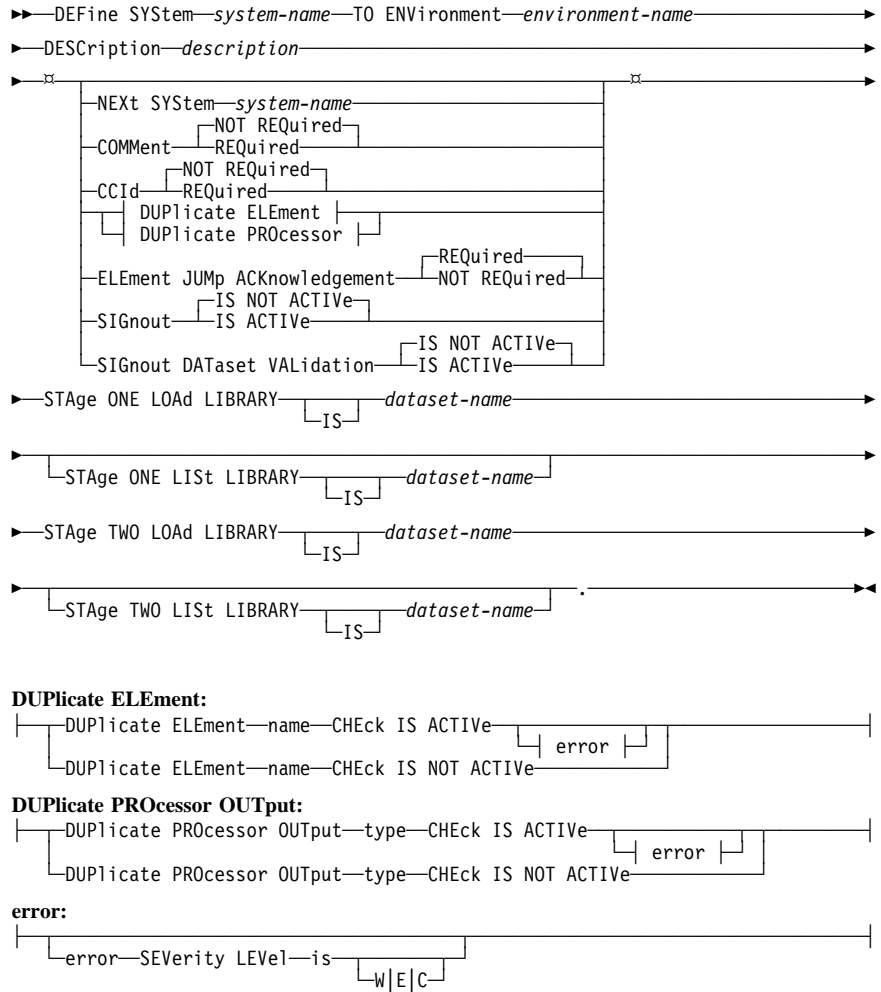 DEFine SYStem system-name TO ENVironment environment-name
DESCription description
¤ ¤
NEXt SYStem system-name
NOT REQuired
COMMent REQuired
NOT REQuired
CCId REQuired
DUPlicate ELEment
DUPlicate PROcessor
REQuired
ELEment JUMp ACKnowledgement NOT REQuired
IS NOT ACTIVe
SIGnout IS ACTIVe
IS NOT ACTIVe
SIGnout DATaset VALidation IS ACTIVe
STAge ONE LOAd LIBRARY dataset-name
IS
STAge ONE LISt LIBRARY dataset-name
IS
STAge TWO LOAd LIBRARY dataset-name
IS
.
STAge TWO LISt LIBRARY dataset-name
IS
DUPlicate ELEment:
DUPlicate ELEment name CHEck IS ACTIVe
error
DUPlicate ELEment name CHEck IS NOT ACTIVe
DUPlicate PROcessor OUTput:
DUPlicate PROcessor OUTput type CHEck IS ACTIVe
error
DUPlicate PROcessor OUTput type CHEck IS NOT ACTIVe
error:
error SEVerity LEVel is
W|E|C